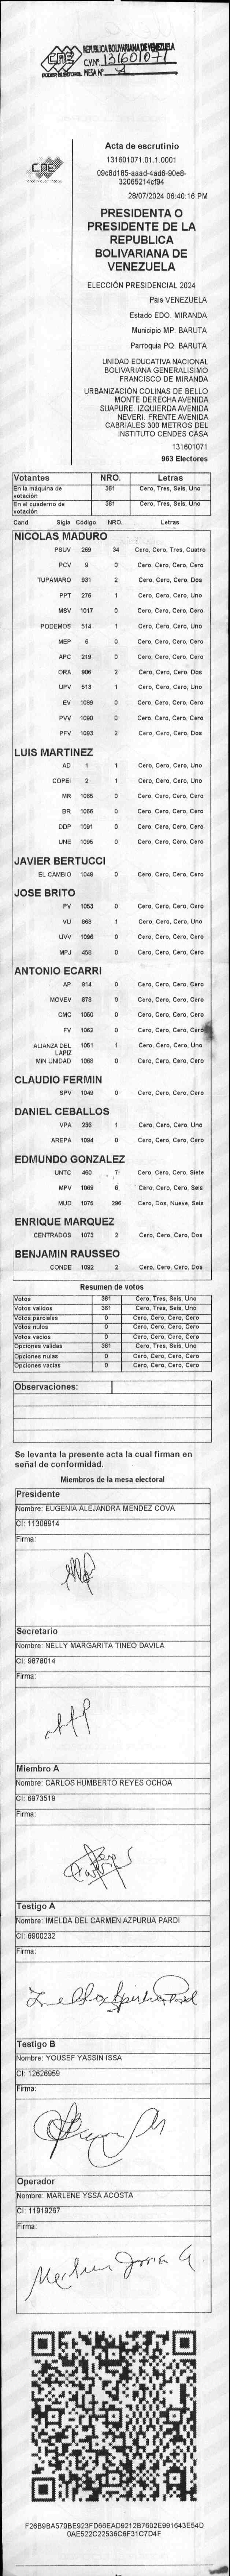 CNE
PODER ELECTORAL
REPUBLICA BOLIVARIANA DE VENEZUELA
C.V.Nº 131601071
MESA Nº 1
CNE
Acta de escrutinio
131601071.01.1.0001
09c8d185-aaad-4ad6-90e8-
32065214cf94
28/07/2024 06:40:16 PM
PRESIDENTA O
PRESIDENTE DE LA
REPUBLICA
BOLIVARIANA DE
VENEZUELA
ELECCIÓN PRESIDENCIAL 2024
Pais VENEZUELA
Estado EDO. MIRANDA
Municipio MP. BARUTA
Parroquia PQ. BARUTA
UNIDAD EDUCATIVA NACIONAL
BOLIVARIANA GENERALISIMO
FRANCISCO DE MIRANDA
URBANIZACIÓN COLINAS DE BELLO
MONTE DERECHA AVENIDA
SUAPURE. IZQUIERDA AVENIDA
NEVERI. FRENTE AVENIDA
CABRIALES 300 METROS DEL
INSTITUTO CENDES CASA
131601071
963 Electores
Votantes NRO. Letras
En la máquina de votación 361 Cero, Tres, Seis, Uno
En el cuaderno de votación 361 Cero, Tres, Seis, Uno
Cand. Sigla Código NRO. Letras
NICOLAS MADURO
PSUV 269 34 Cero, Cero, Tres, Cuatro
PCV 9 0 Cero, Cero, Cero, Cero
TUPAMARO 931 2 Cero, Cero, Cero, Dos
PPT 276 1 Cero, Cero, Cero, Uno
MSV 1017 0 Cero, Cero, Cero, Cero
PODEMOS 514 1 Cero, Cero, Cero, Uno
MEP 6 0 Cero, Cero, Cero, Cero
APC 219 0 Cero, Cero, Cero, Cero
ORA 906 2 Cero, Cero, Cero, Dos
UPV 513 1 Cero, Cero, Cero, Uno
EV 1089 0 Cero, Cero, Cero, Cero
PVV 1090 0 Cero, Cero, Cero, Cero
PFV 1093 2 Cero, Cero, Cero, Dos
LUIS MARTINEZ
AD 1 1 Cero, Cero, Cero, Uno
COPEI 2 1 Cero, Cero, Cero, Uno
MR 1065 0 Cero, Cero, Cero, Cero
BR 1066 0 Cero, Cero, Cero, Cero
DDP 1091 0 Cero, Cero, Cero, Cero
UNE 1095 0 Cero, Cero, Cero, Cero
JAVIER BERTUCCI
EL CAMBIO 1048 0 Cero, Cero, Cero, Cero
JOSE BRITO
PV 1053 0 Cero, Cero, Cero, Cero
VU 868 1 Cero, Cero, Cero, Uno
UVV 1096 0 Cero, Cero, Cero, Cero
MPJ 456 0 Cero, Cero, Cero, Cero
ANTONIO ECARRI
AP 914 0 Cero, Cero, Cero, Cero
MOVEV 878 0 Cero, Cero, Cero, Cero
CMC 1050 0 Cero, Cero, Cero, Cero
FV 1062 0 Cero, Cero, Cero, Cero
ALIANZA DEL LAPIZ 1051 1 Cero, Cero, Cero, Uno
MIN UNIDAD 1088 0 Cero, Cero, Cero, Cero
CLAUDIO FERMIN
SPV 1049 0 Cero, Cero, Cero, Cero
DANIEL CEBALLOS
VPA 236 1 Cero, Cero, Cero, Uno
AREPA 1094 0 Cero, Cero, Cero, Cero
EDMUNDO GONZALEZ
UNTC 460 7 Cero, Cero, Cero, Siete
MPV 1069 6 Cero, Cero, Cero, Seis
MUD 1075 296 Cero, Dos, Nueve, Seis
ENRIQUE MARQUEZ
CENTRADOS 1073 2 Cero, Cero, Cero, Dos
BENJAMIN RAUSSEO
CONDE 1092 2 Cero, Cero, Cero, Dos
Resumen de votos
Votos 361 Cero, Tres, Seis, Uno
Votos validos 361 Cero, Tres, Seis, Uno
Votos parciales 0 Cero, Cero, Cero, Cero
Votos nulos 0 Cero, Cero, Cero, Cero
Votos vacios 0 Cero, Cero, Cero, Cero
Opciones validas 361 Cero, Tres, Seis, Uno
Opciones nulas 0 Cero, Cero, Cero, Cero
Opciones vacias 0 Cero, Cero, Cero, Cero
Observaciones:
Se levanta la presente acta la cual firman en
señal de conformidad.
Miembros de la mesa electoral
Presidente
Nombre: EUGENIA ALEJANDRA MENDEZ COVA
CI: 11308914
Firma:
Secretario
Nombre: NELLY MARGARITA TINEO DAVILA
CI: 9878014
Firma:
Miembro A
Nombre: CARLOS HUMBERTO REYES OCHOA
CI: 6973519
Firma:
Testigo A
Nombre: IMELDA DEL CARMEN AZPURUA PARDI
CI: 6900232
Firma:
Testigo B
Nombre: YOUSEF YASSIN ISSA
CI: 12626959
Firma:
Operador
Nombre: MARLENE YSSA ACOSTA
CI: 11919267
Firma:
F26B9BA570BE923FD66EAD9212B7602E991643E54D
0AE522C22536C6F31C7D4F